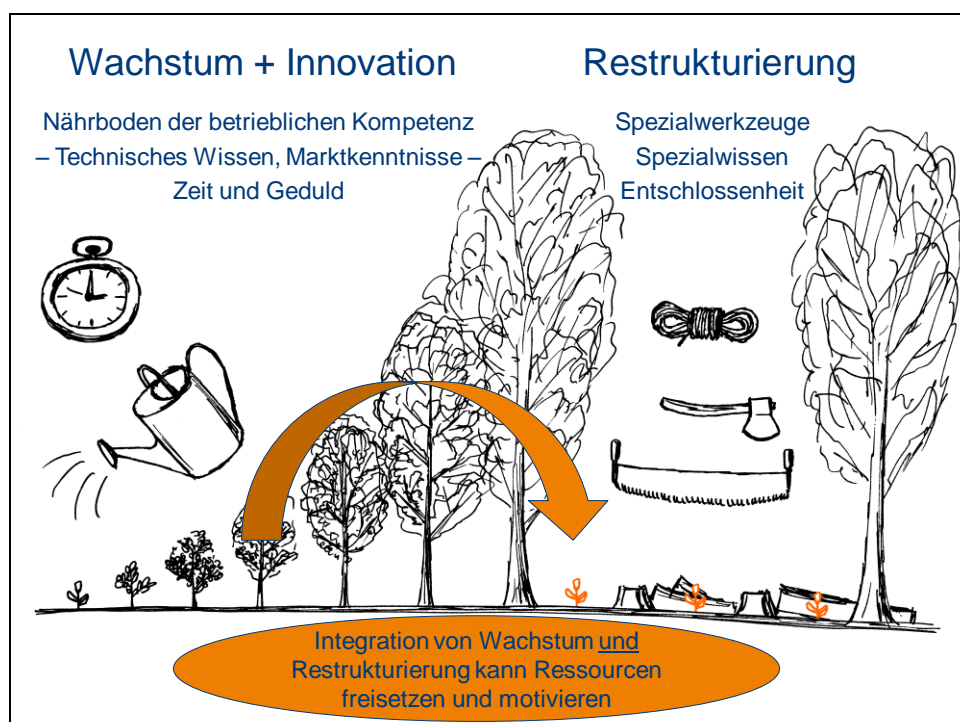 Wachstum + Innovation
Nährboden der betrieblichen Kompetenz
– Technisches Wissen, Marktkenntnisse –
Zeit und Geduld
Restrukturierung
Spezialwerkzeuge
Spezialwissen
Entschlossenheit
Integration von Wachstum und
Restrukturierung kann Ressourcen
freisetzen und motivieren